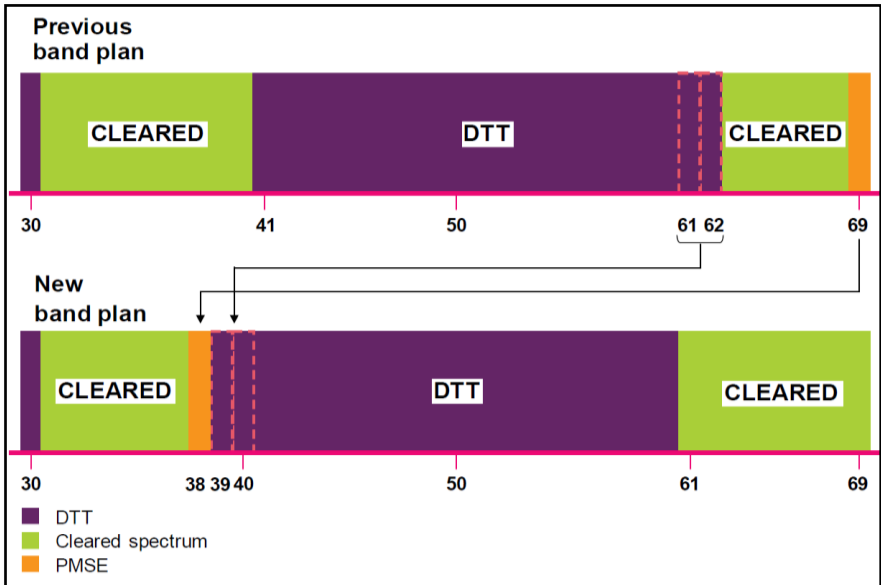 Previous
band plan
CLEARED DTT CLEARED
30 41 50 61 62 69
New
band plan
CLEARED DTT CLEARED
30 38 39 40 50 61 69
DTT
Cleared spectrum
PMSE